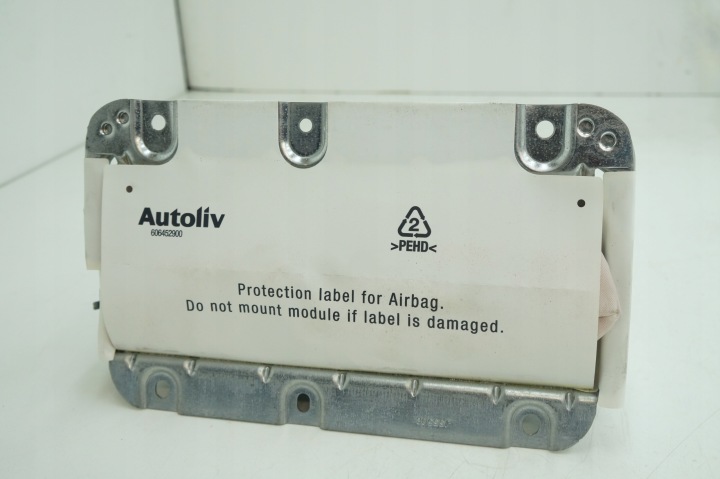 Autoliv
606452900
2
>PEHD<
Protection label for Airbag.
Do not mount module if label is damaged.